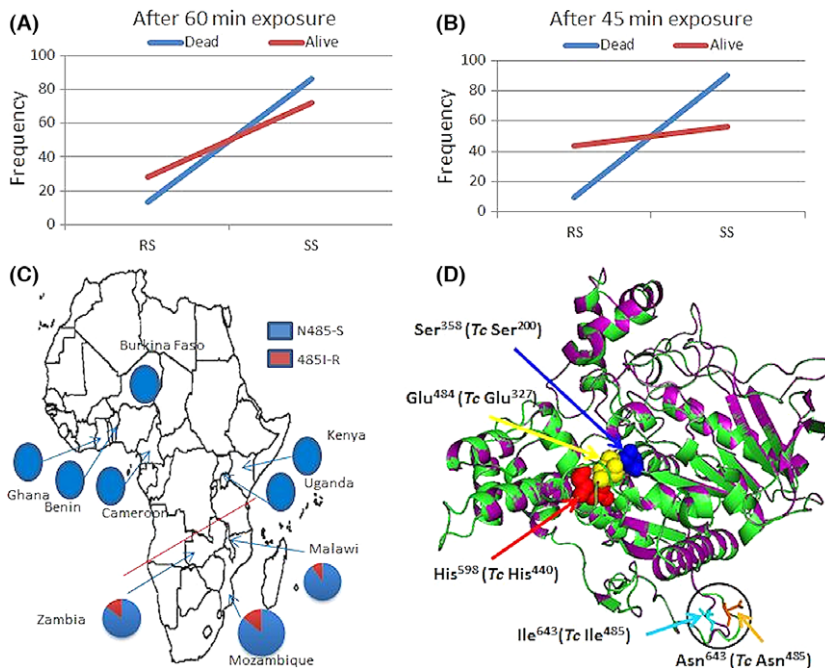 (A)
After 60 min exposure
Dead Alive
Frequency
100
80
60
40
20
0
RS SS
(B)
After 45 min exposure
Dead Alive
Frequency
100
80
60
40
20
0
RS SS
(C)
N485-S
485I-R
Burkina Faso
Kenya
Uganda
Ghana
Benin
Cameroon
Malawi
Zambia
Mozambique
(D)
Ser³⁵⁸ (Tc Ser²⁰⁰)
Glu⁴⁸⁴ (Tc Glu³²⁷)
His⁵⁹⁸ (Tc His⁴⁴⁰)
Ile⁶⁴³(Tc Ile⁴⁸⁵)
Asn⁶⁴³ (Tc Asn⁴⁸⁵)